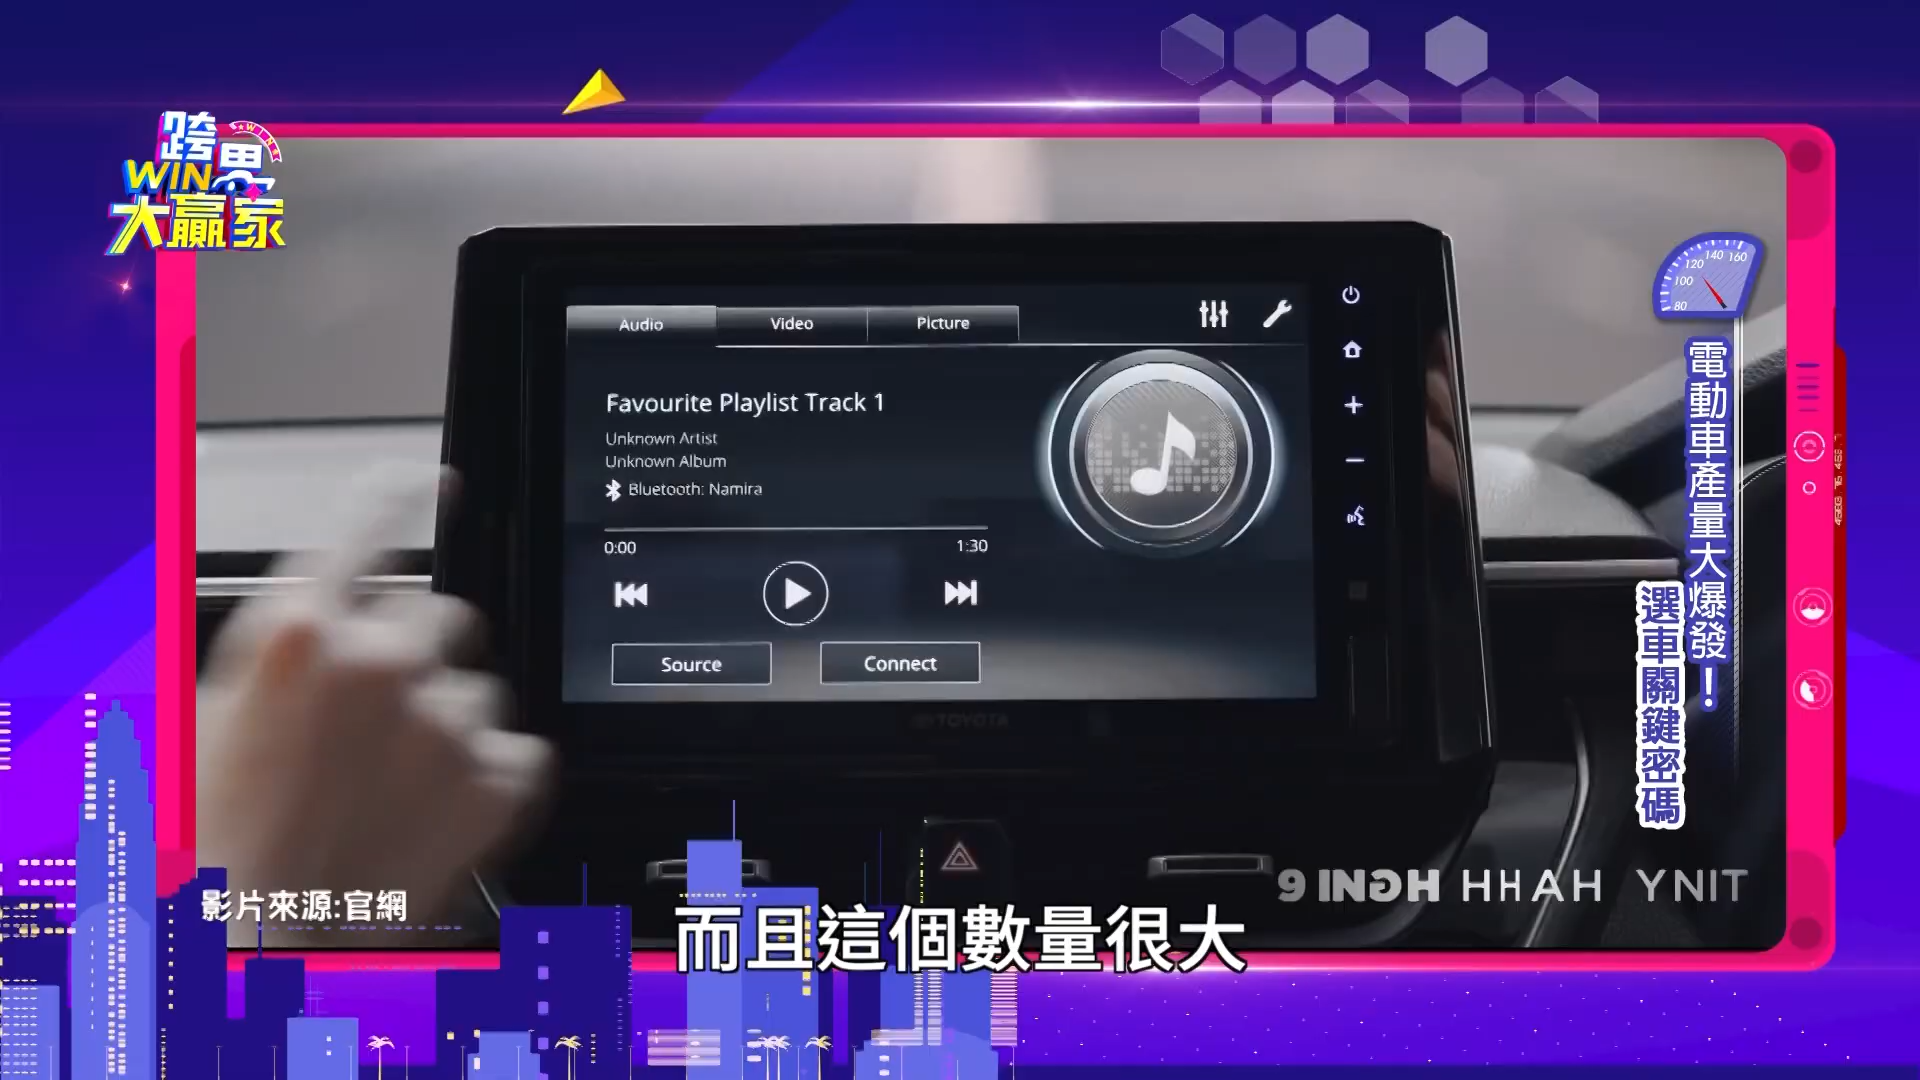 跨界
WIN
大贏家
Audio
Video
Picture
Favourite Playlist Track 1
Unknown Artist
Unknown Album
Bluetooth: Namira
0:00
1:30
Source
Connect
TOYOTA
80 100 120 140 160
電動車產量大爆發！
選車關鍵密碼
影片來源:官網
而且這個數量很大